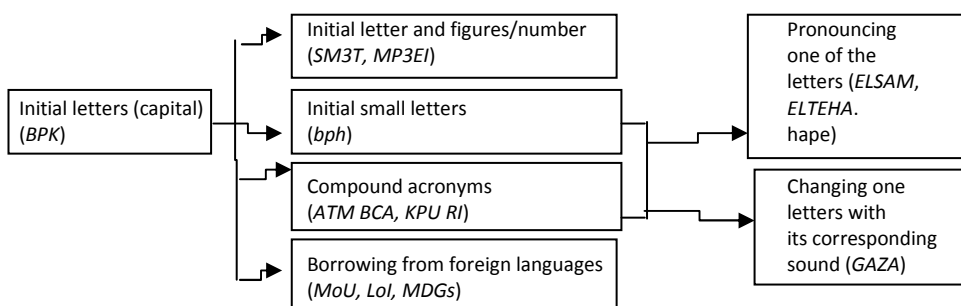 Initial letters (capital)
(BPK)
Initial letter and figures/number
(SM3T, MP3EI)
Initial small letters
(bph)
Compound acronyms
(ATM BCA, KPU RI)
Borrowing from foreign languages
(MoU, LoI, MDGs)
Pronouncing
one of the
letters (ELSAM,
ELTEHA.
hape)
Changing one
letters with
its corresponding
sound (GAZA)